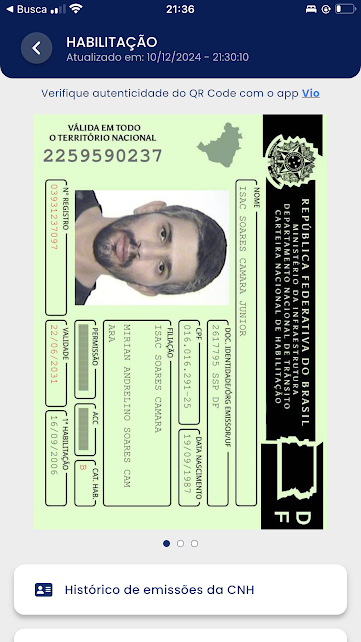 Busca
21:36
HABILITAÇÃO
Atualizado em: 10/12/2024 - 21:30:10
Verifique autenticidade do QR Code com o app Vio
VÁLIDA EM TODO
O TERRITÓRIO NACIONAL
2259590237
REPÚBLICA FEDERATIVA DO BRASIL
MINISTÉRIO DA INFRAESTRUTURA
DEPARTAMENTO NACIONAL DE TRÂNSITO
CARTEIRA NACIONAL DE HABILITAÇÃO
DF
NOME
ISAC SOARES CAMARA JUNIOR
DOC. IDENTIDADE/ÓRG EMISSOR/UF
2617795 SSP DF
CPF
016.016.291-25
DATA NASCIMENTO
19/09/1987
FILIAÇÃO
ISAC SOARES CAMARA
MIRIAN ANDRELINO SOARES CAM
ARA
PERMISSÃO
ACC
CAT. HAB.
B
Nº REGISTRO
03931237097
VALIDADE
22/06/2031
1ª HABILITAÇÃO
16/09/2006
Histórico de emissões da CNH